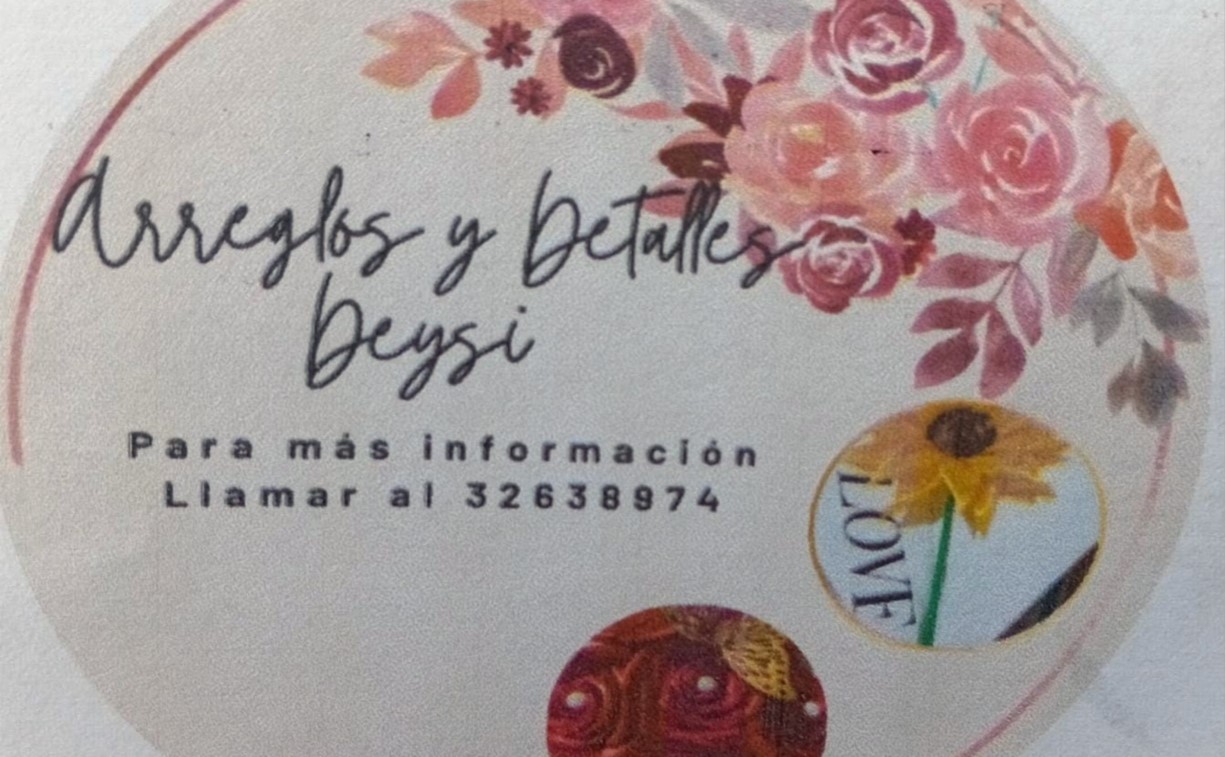 Arreglos y Detalles
Deysi
Para más información
Llamar al 32638974
LOVE